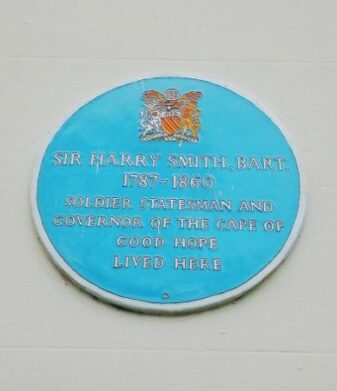 SIR HARRY SMITH, BART.
1787-1860
SOLDIER STATESMAN AND
GOVERNOR OF THE CAPE OF
GOOD HOPE
LIVED HERE